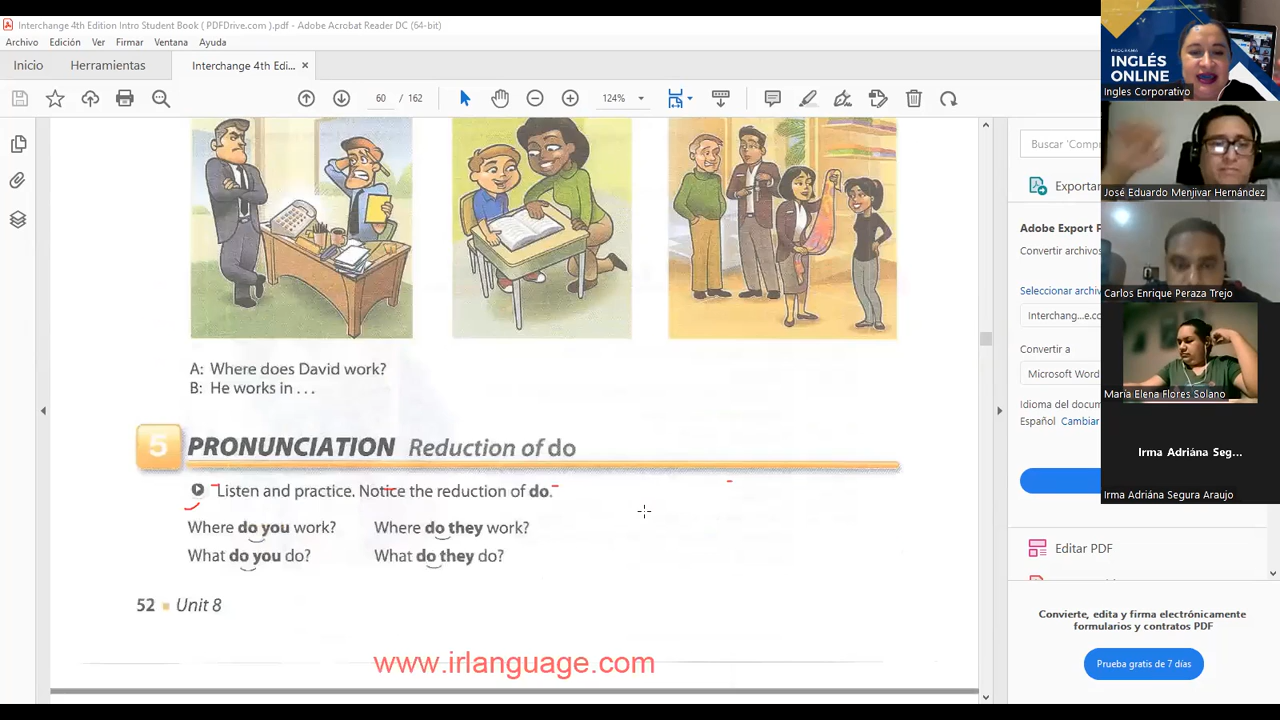 Interchange 4th Edition Intro Student Book ( PDFDrive.com ).pdf - Adobe Acrobat Reader DC (64-bit)
Archivo Edición Ver Firmar Ventana Ayuda
Inicio Herramientas Interchange 4th Edi... ×
60 / 162 124%
A: Where does David work?
B: He works in . . .
5 PRONUNCIATION Reduction of do
Listen and practice. Notice the reduction of do.
Where do you work? Where do they work?
What do you do? What do they do?
52 Unit 8
www.irlanguage.com
Buscar 'Comp
Exportar
Adobe Export P
Convertir archivos
Seleccionar archiv
Interchang...e.co
Convertir a
Microsoft Word
Idioma del docum
Español Cambiar
Editar PDF
Convierte, edita y firma electrónicamente
formularios y contratos PDF
Prueba gratis de 7 días
PROGRAMA
INGLÉS
ONLINE
Ingles Corporativo
José Eduardo Menjivar Hernández
Carlos Enrique Peraza Trejo
María Elena Flores Solano
Irma Adriána Seg...
Irma Adriána Segura Araujo